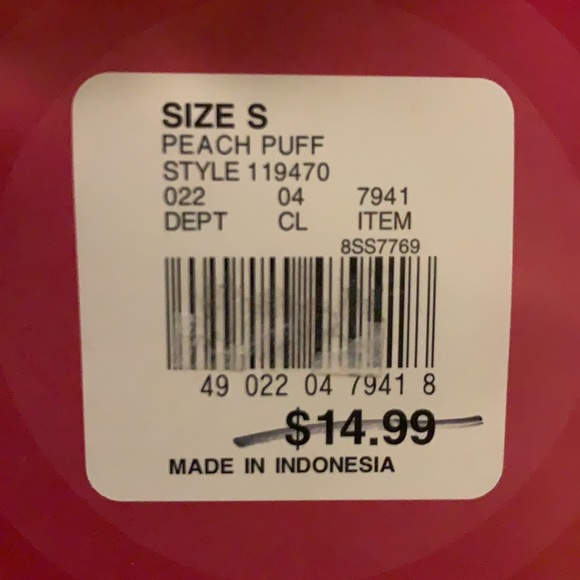 SIZE S
PEACH PUFF
STYLE 119470
022 04 7941
DEPT CL ITEM
8SS7769
49 022 04 7941 8
$14.99
MADE IN INDONESIA